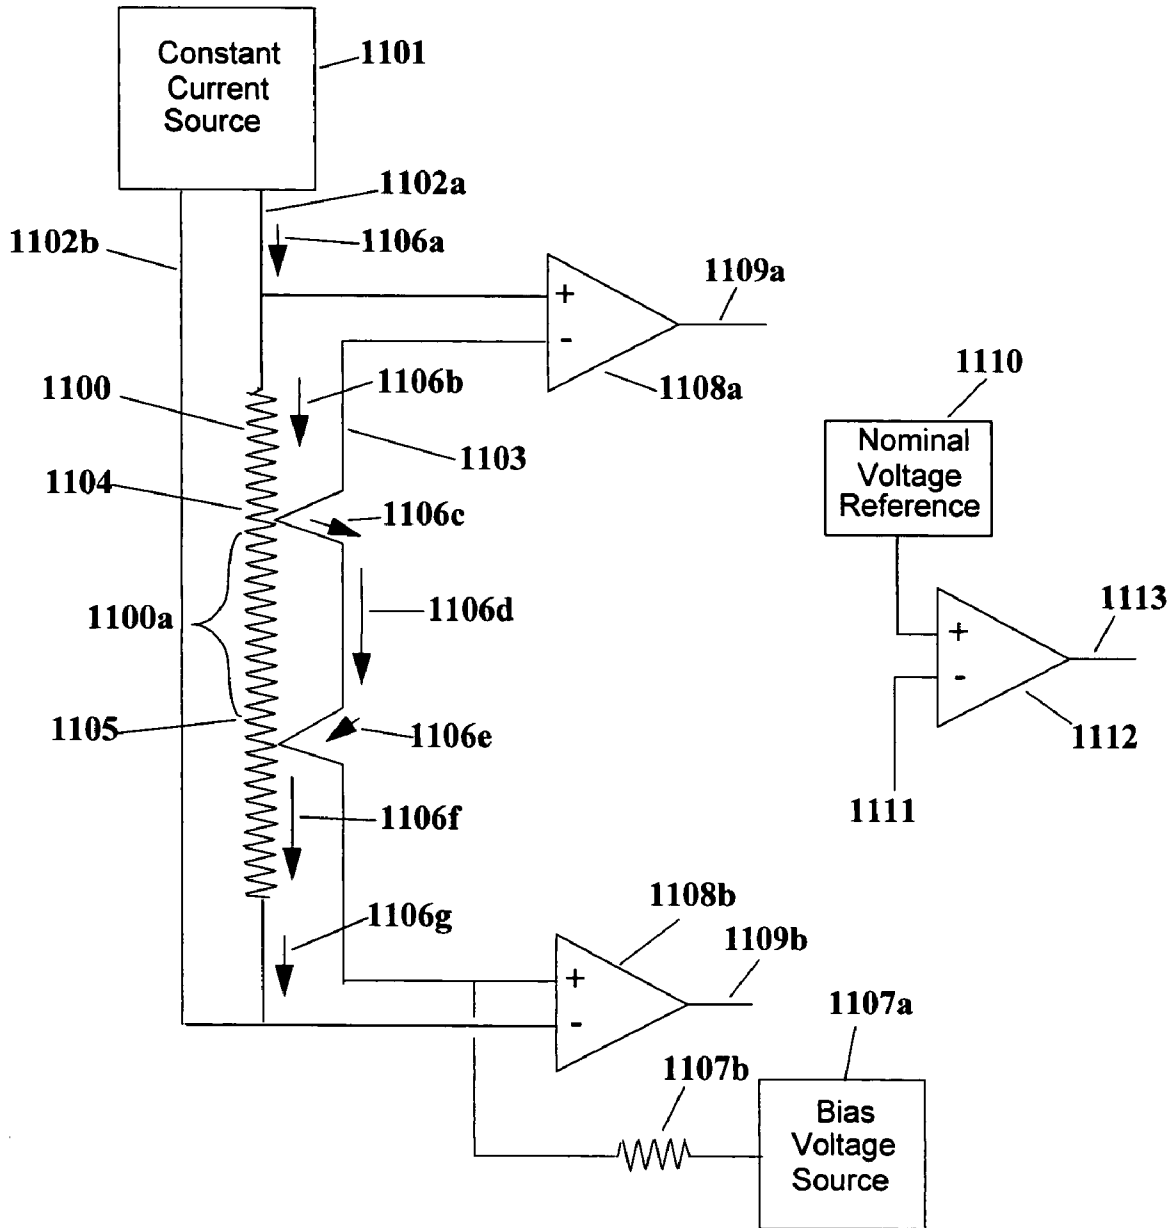 Constant
Current
Source
1101
1102a
1102b
1106a
1109a
+
-
1108a
1110
1100
1106b
1103
Nominal
Voltage
Reference
1104
1106c
1100a
1106d
1113
+
-
1105
1106e
1112
1111
1106f
1108b
1106g
1109b
+
-
1107a
1107b
Bias
Voltage
Source